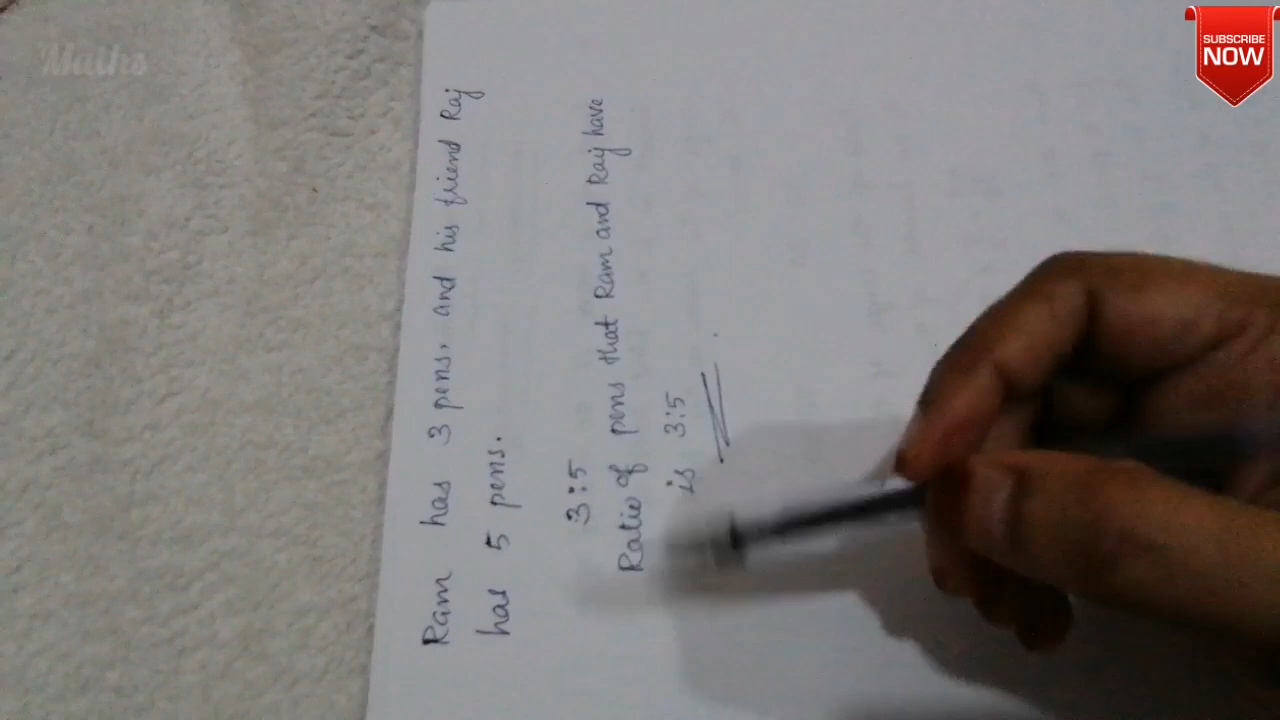 Maths
SUBSCRIBE
NOW
Ram has 3 pens, and his friend Raj
has 5 pens.
3:5
Ratio of pens that Ram and Raj have
is 3:5